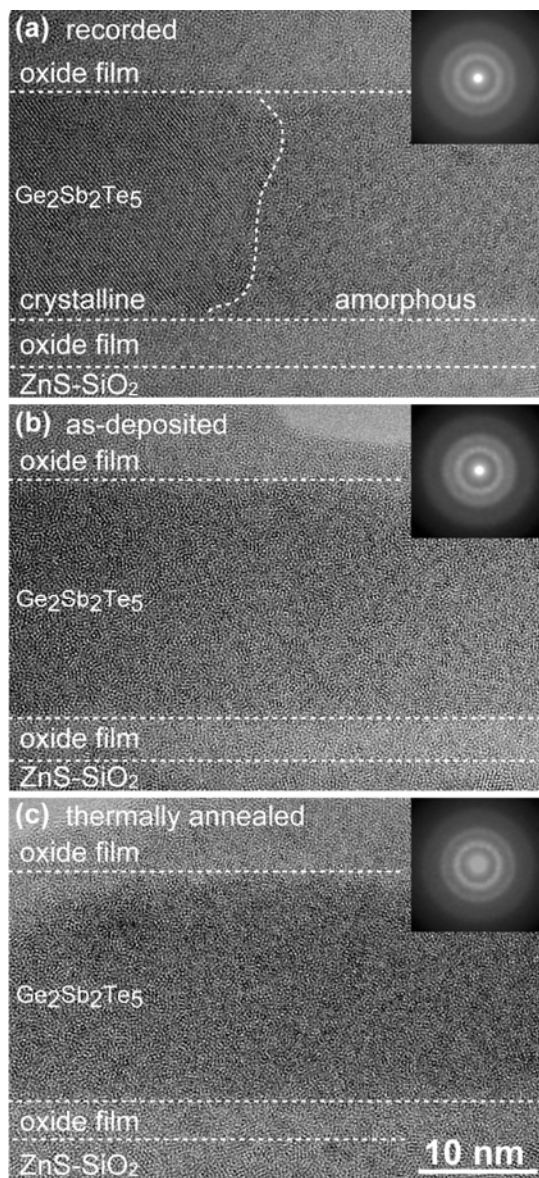 (a) recorded
oxide film
Ge2Sb2Te5
crystalline amorphous
oxide film
ZnS-SiO2
(b) as-deposited
oxide film
Ge2Sb2Te5
oxide film
ZnS-SiO2
(c) thermally annealed
oxide film
Ge2Sb2Te5
oxide film
ZnS-SiO2
10 nm